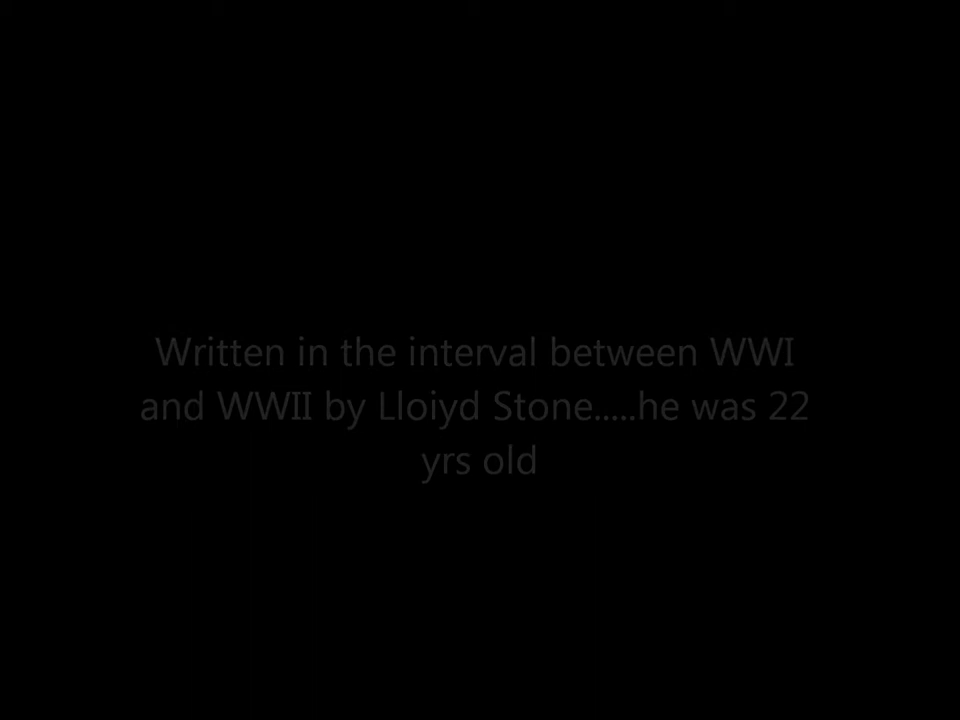 Written in the interval between WWI
and WWII by Lloiyd Stone.....he was 22
yrs old